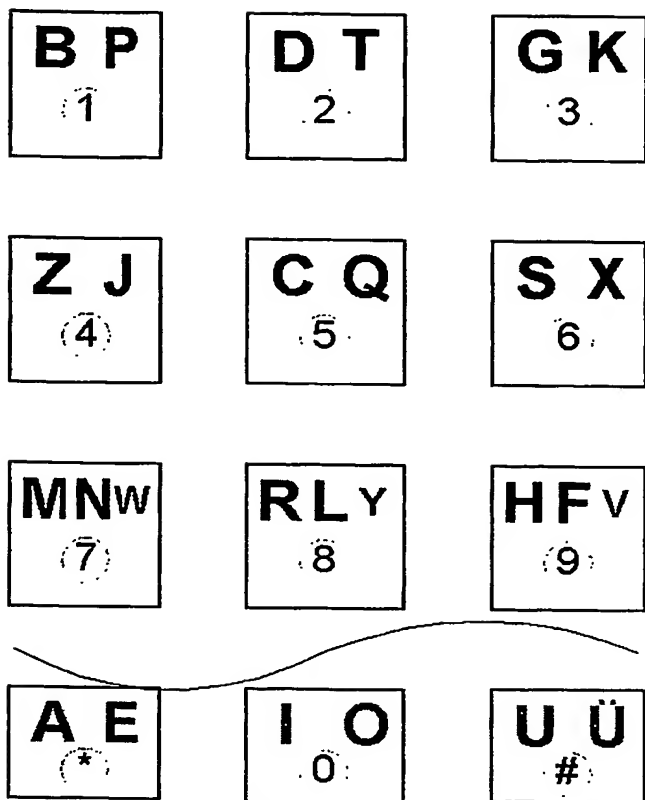 B P D T G K
1 2 3
Z J C Q S X
4 5 6
MNW RLY HFV
7 8 9
A E I O U Ü
* 0 #